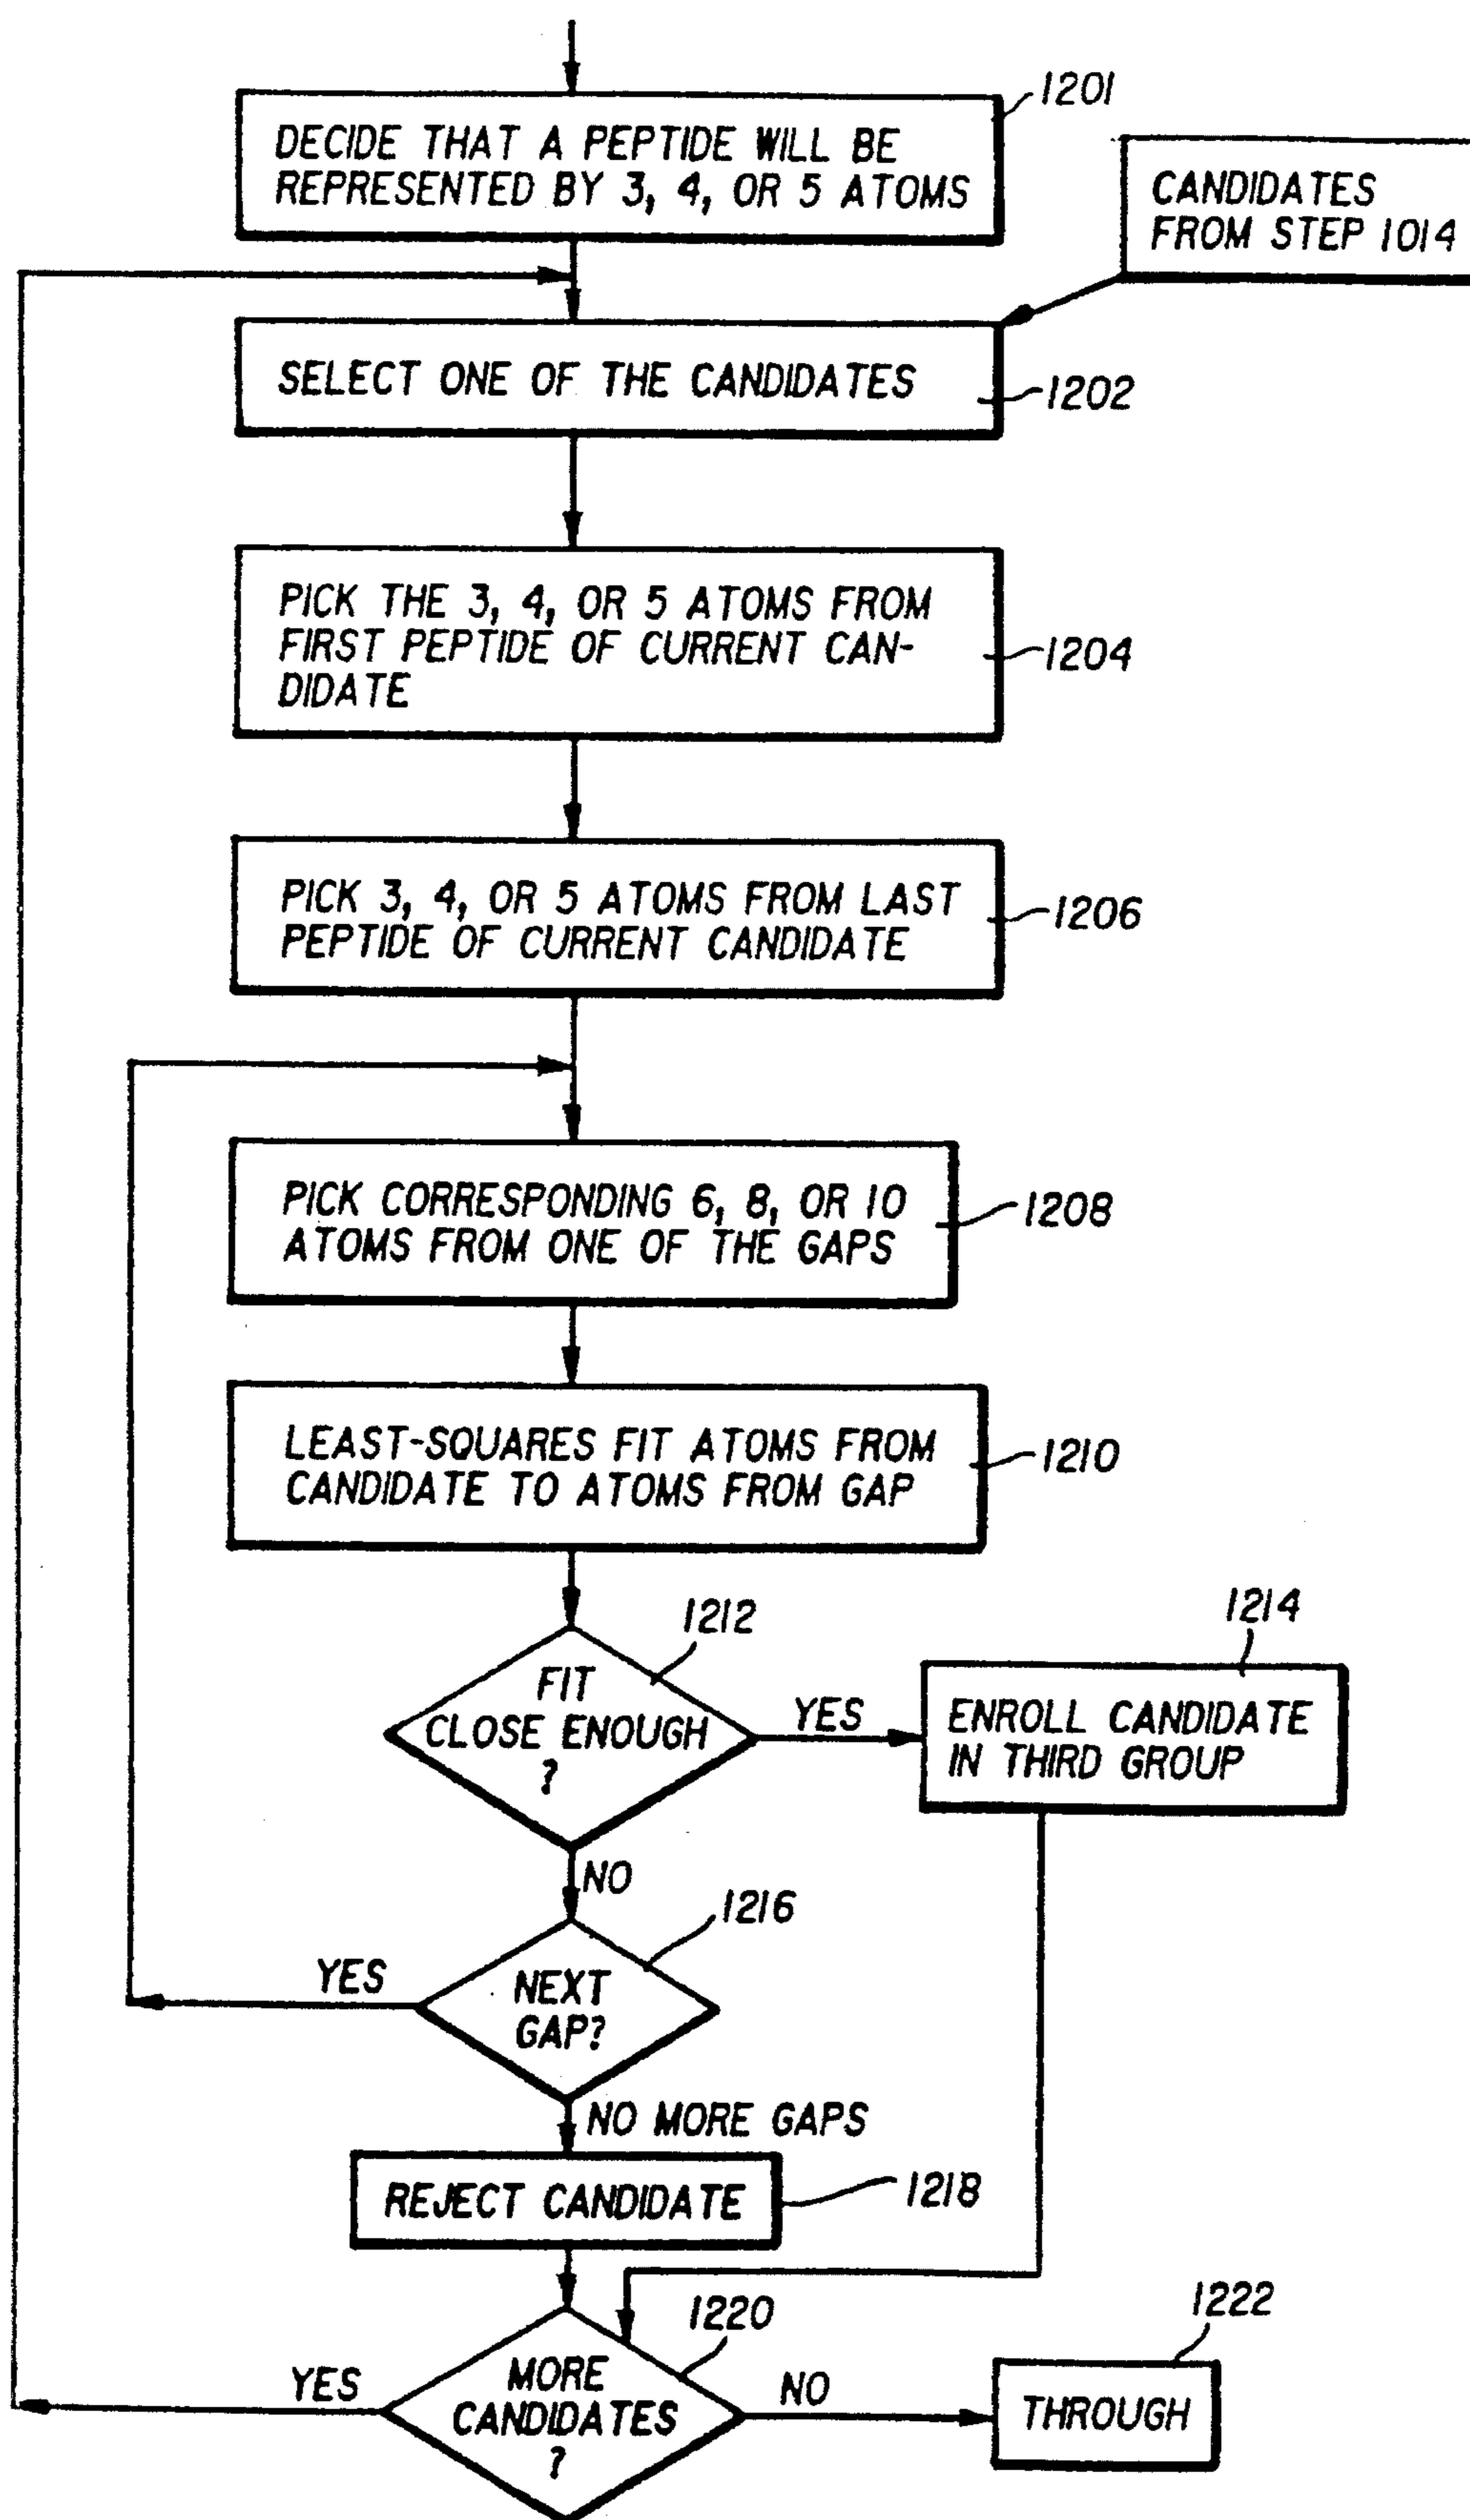 1201
DECIDE THAT A PEPTIDE WILL BE
REPRESENTED BY 3, 4, OR 5 ATOMS
CANDIDATES
FROM STEP 1014
SELECT ONE OF THE CANDIDATES
1202
PICK THE 3, 4, OR 5 ATOMS FROM
FIRST PEPTIDE OF CURRENT CAN-
DIDATE
1204
PICK 3, 4, OR 5 ATOMS FROM LAST
PEPTIDE OF CURRENT CANDIDATE
1206
PICK CORRESPONDING 6, 8, OR 10
ATOMS FROM ONE OF THE GAPS
1208
LEAST-SQUARES FIT ATOMS FROM
CANDIDATE TO ATOMS FROM GAP
1210
1212
FIT
CLOSE ENOUGH
?
YES
1214
ENROLL CANDIDATE
IN THIRD GROUP
NO
1216
NEXT
GAP?
YES
NO MORE GAPS
REJECT CANDIDATE
1218
1220
MORE
CANDIDATES
?
YES
NO
1222
THROUGH